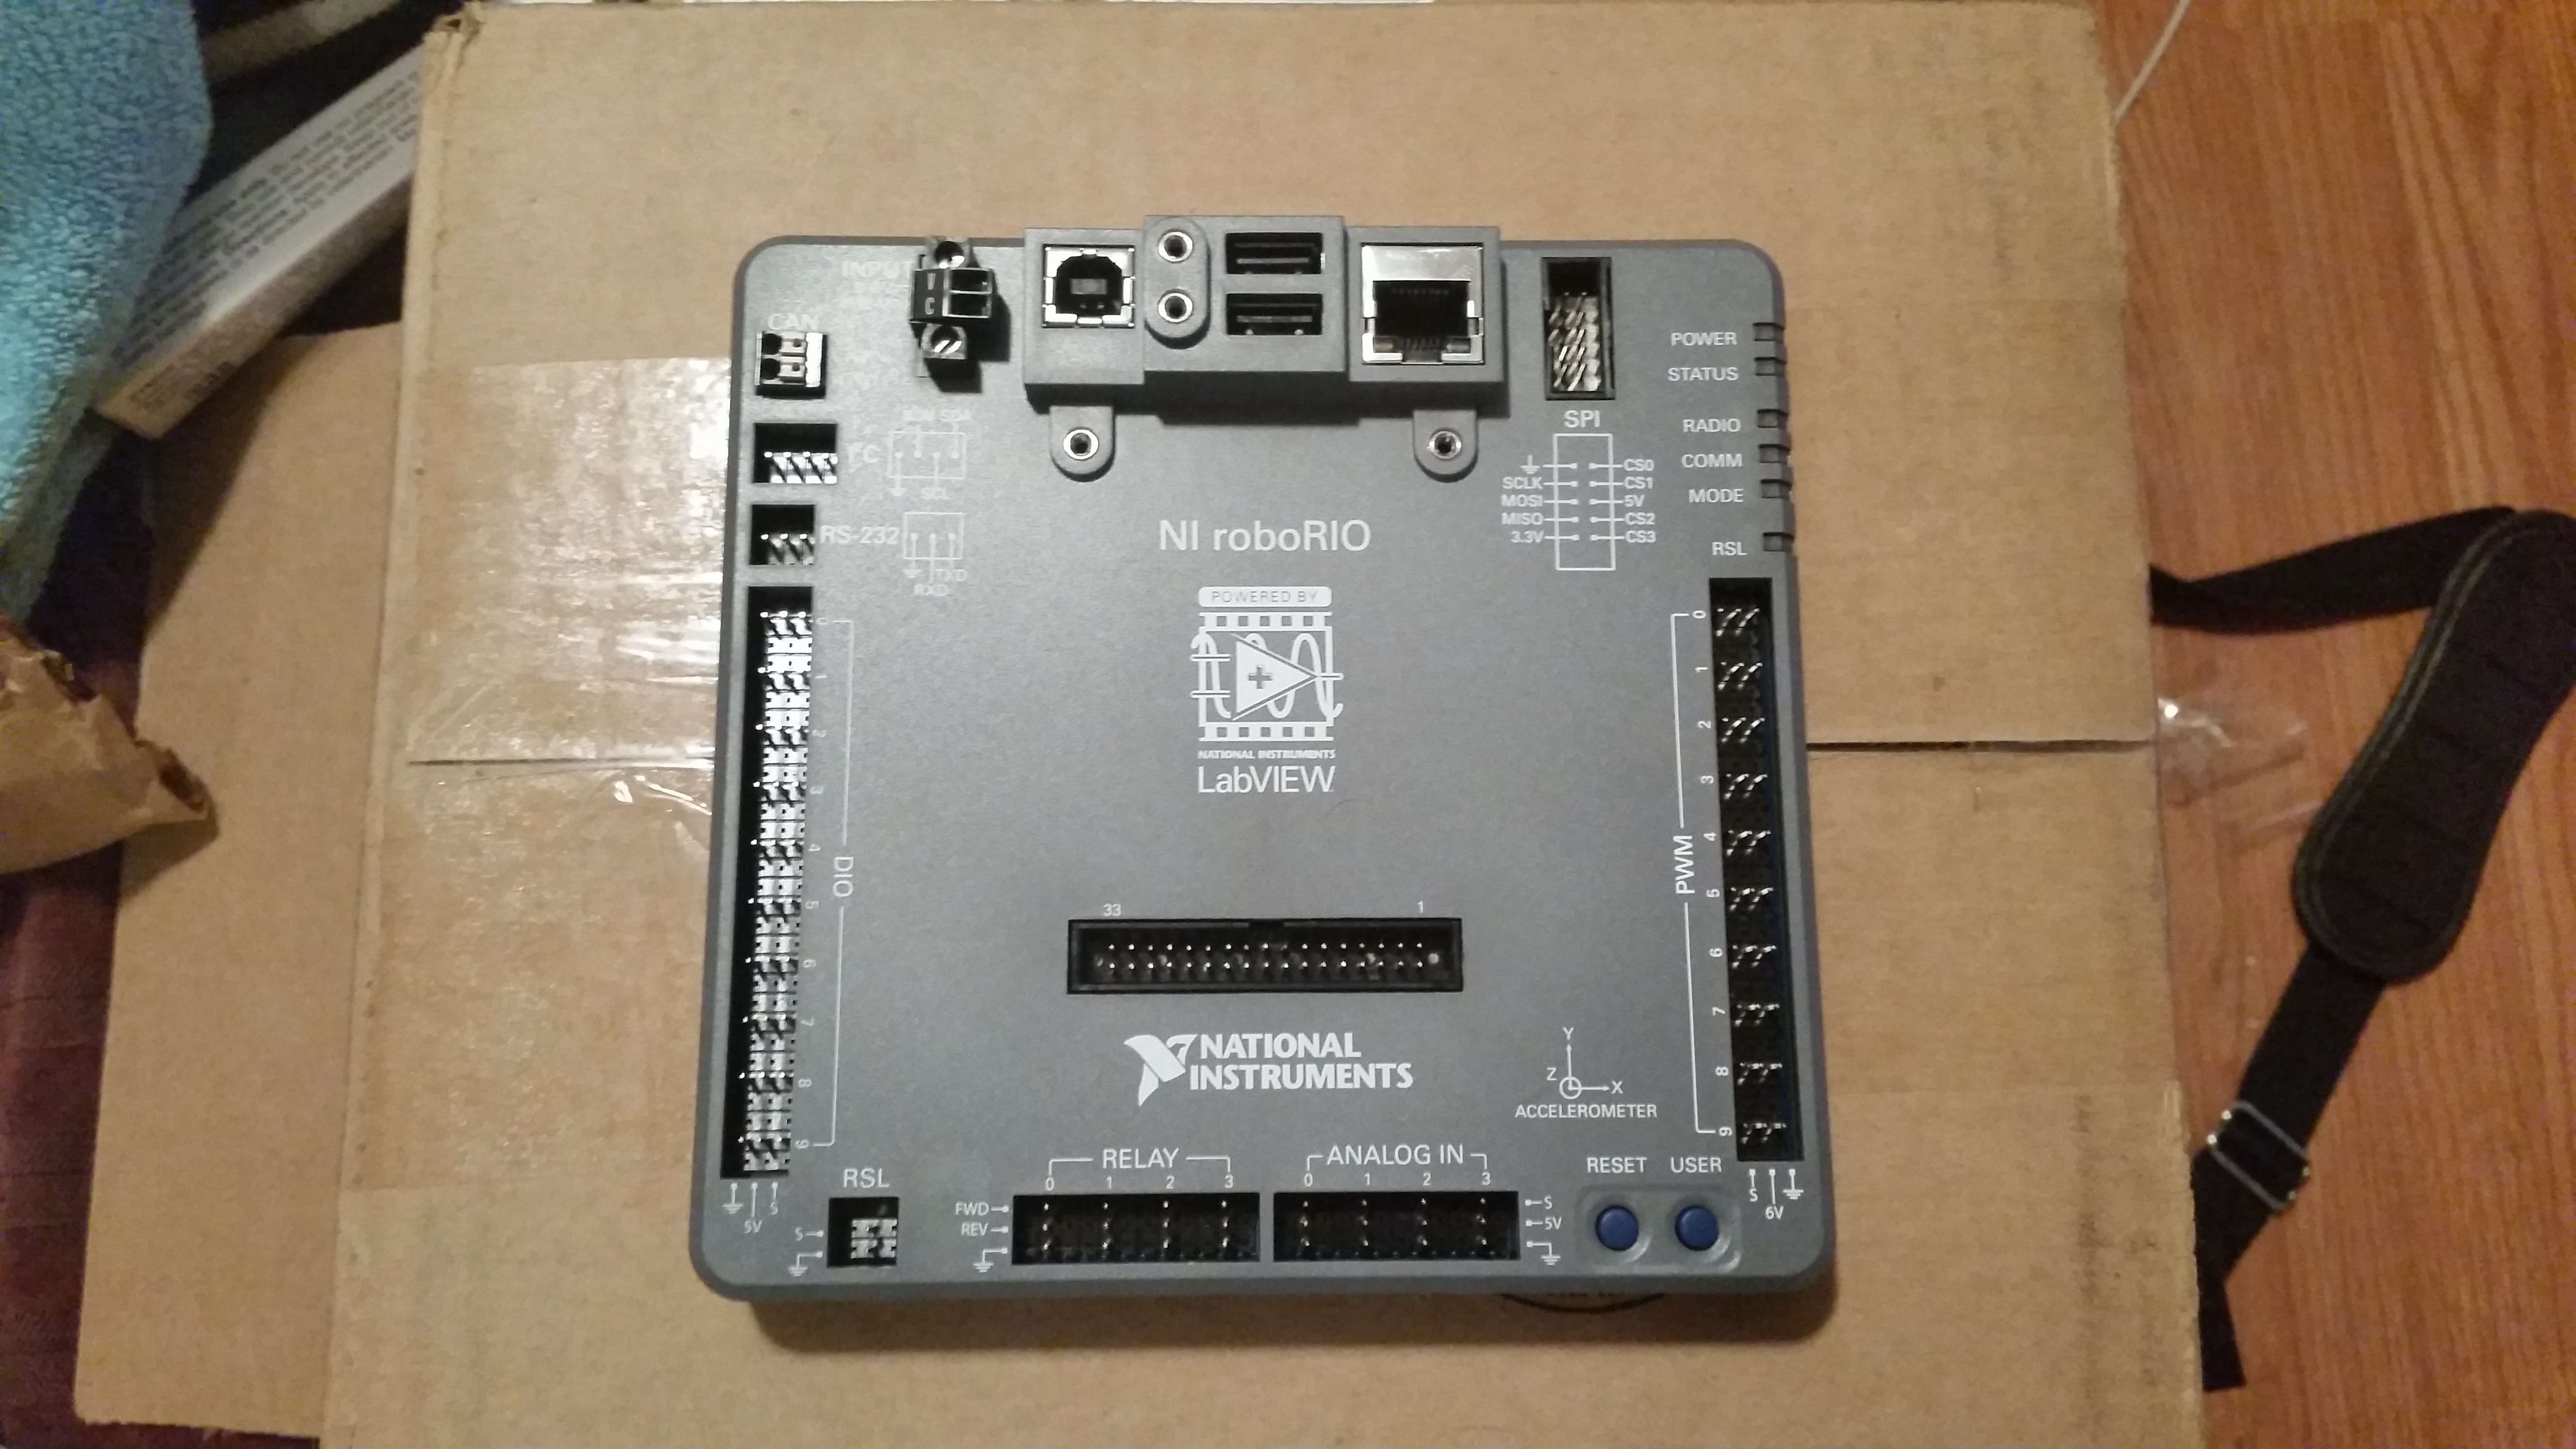 INPUT
V
C
CAN
I²C
SCL
RS-232
TXD
RXD
SPI
CS0
SCLK
CS1
MOSI
5V
MISO
CS2
3.3V
CS3
POWER
STATUS
RADIO
COMM
MODE
RSL
NI roboRIO
POWERED BY
NATIONAL INSTRUMENTS
LabVIEW
0
1
2
3
4
5
6
7
8
9
DIO
S
5V
0
1
2
3
4
5
6
7
8
9
PWM
S
6V
33 1
NATIONAL
INSTRUMENTS
Y
Z X
ACCELEROMETER
RSL
S
RELAY
0 1 2 3
FWD
REV
ANALOG IN
0 1 2 3
S
5V
RESET USER